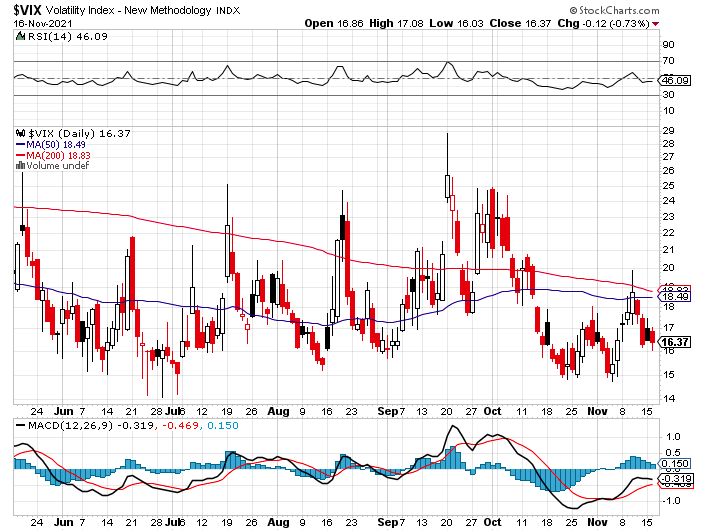 $VIX Volatility Index - New Methodology INDX © StockCharts.com
16-Nov-2021 Open 16.86 High 17.08 Low 16.03 Close 16.37 Chg -0.12 (-0.73%)
RSI(14) 46.09
90
70
46.09
30
10
$VIX (Daily) 16.37
MA(50) 18.49
MA(200) 18.83
Volume undef
29
28
27
26
25
24
23
22
21
20
18.49
18
17
16.37
16
15
14
24 Jun 7 14 21 28 Jul 6 12 19 26 Aug 9 16 23 Sep 7 13 20 27 Oct 11 18 25 Nov 8 15
MACD(12,26,9) -0.319, -0.469, 0.150
1.0
0.5
0.150
-0.319
-1.0
24 Jun 7 14 21 28 Jul 6 12 19 26 Aug 9 16 23 Sep 7 13 20 27 Oct 11 18 25 Nov 8 15